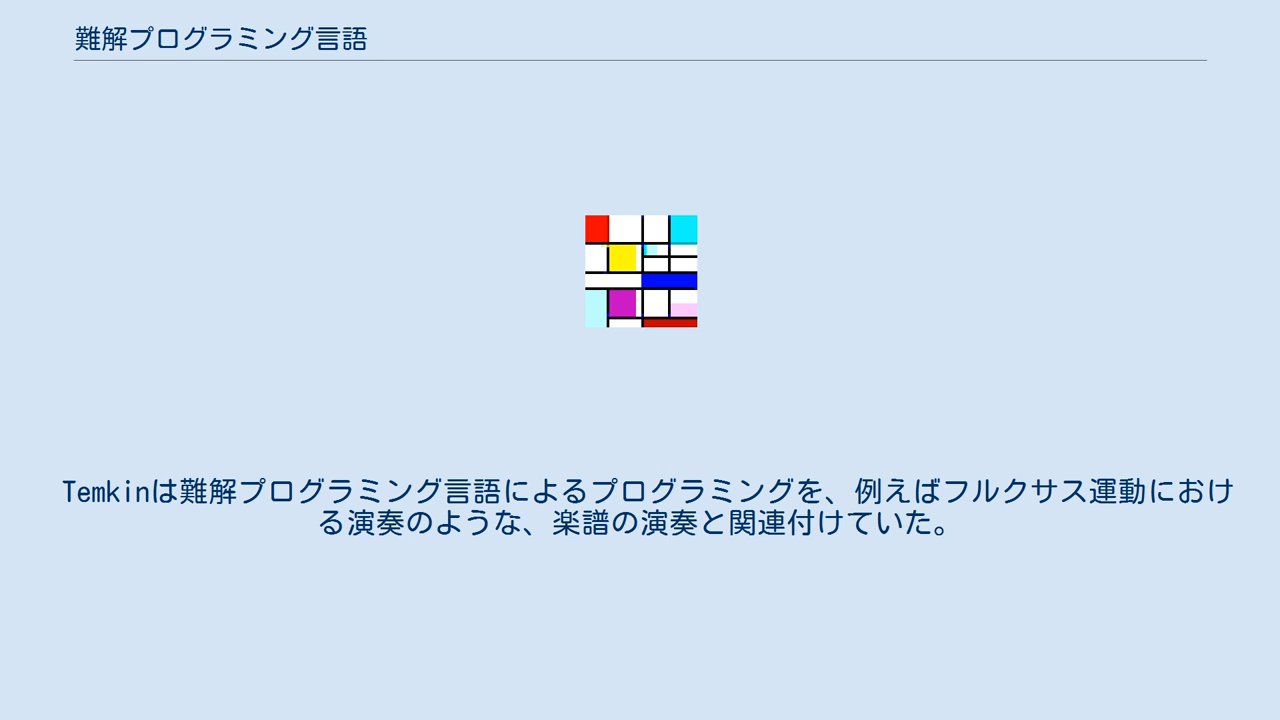 難解プログラミング言語
Temkinは難解プログラミング言語によるプログラミングを、例えばフルクサス運動におけ
る演奏のような、楽譜の演奏と関連付けていた。